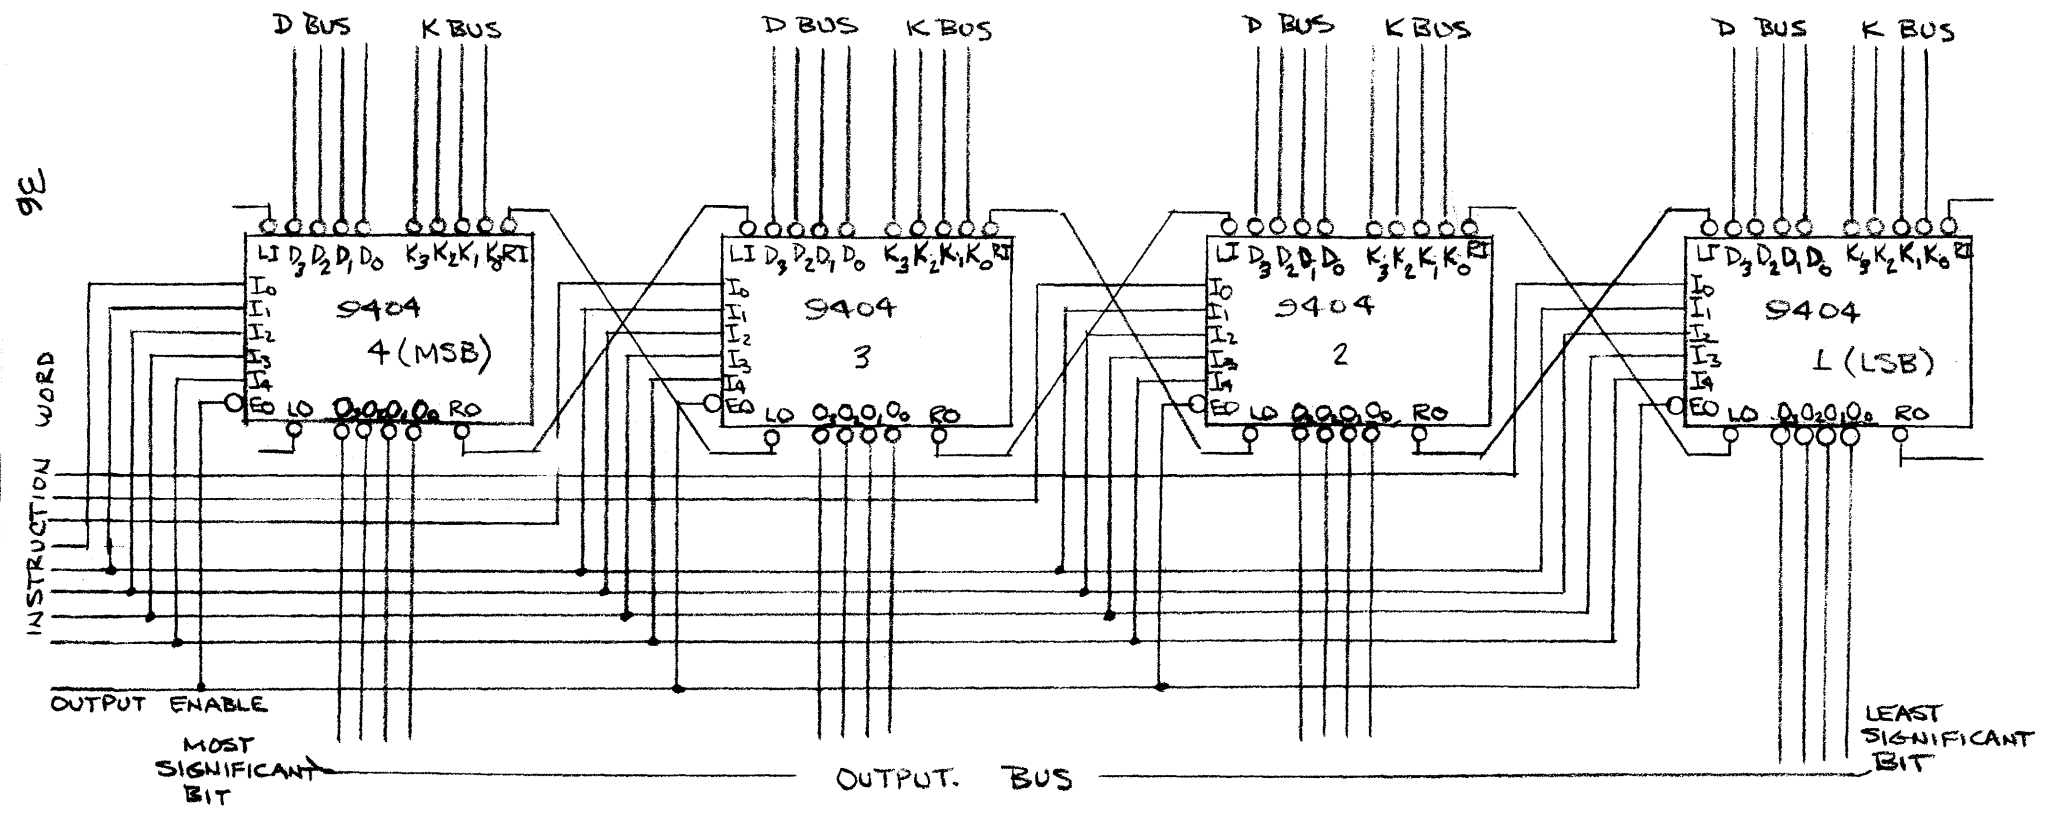 D BUS K BUS D BUS K BUS D BUS K BUS D BUS K BUS
36
LI D3 D2 D1 D0 K3 K2 K1 K0 RI
I0
I1
I2
I3
I4
EO
9404
4 (MSB)
LO O3 O2 O1 O0 RO
LI D3 D2 D1 D0 K3 K2 K1 K0 RI
I0
I1
I2
I3
I4
EO
9404
3
LO O3 O2 O1 O0 RO
LI D3 D2 D1 D0 K3 K2 K1 K0 RI
I0
I1
I2
I3
I4
EO
9404
2
LO O3 O2 O1 O0 RO
LI D3 D2 D1 D0 K3 K2 K1 K0 RI
I0
I1
I2
I3
I4
EO
9404
1 (LSB)
LO O3 O2 O1 O0 RO
INSTRUCTION WORD
OUTPUT ENABLE
MOST
SIGNIFICANT
BIT
OUTPUT. BUS
LEAST
SIGNIFICANT
BIT